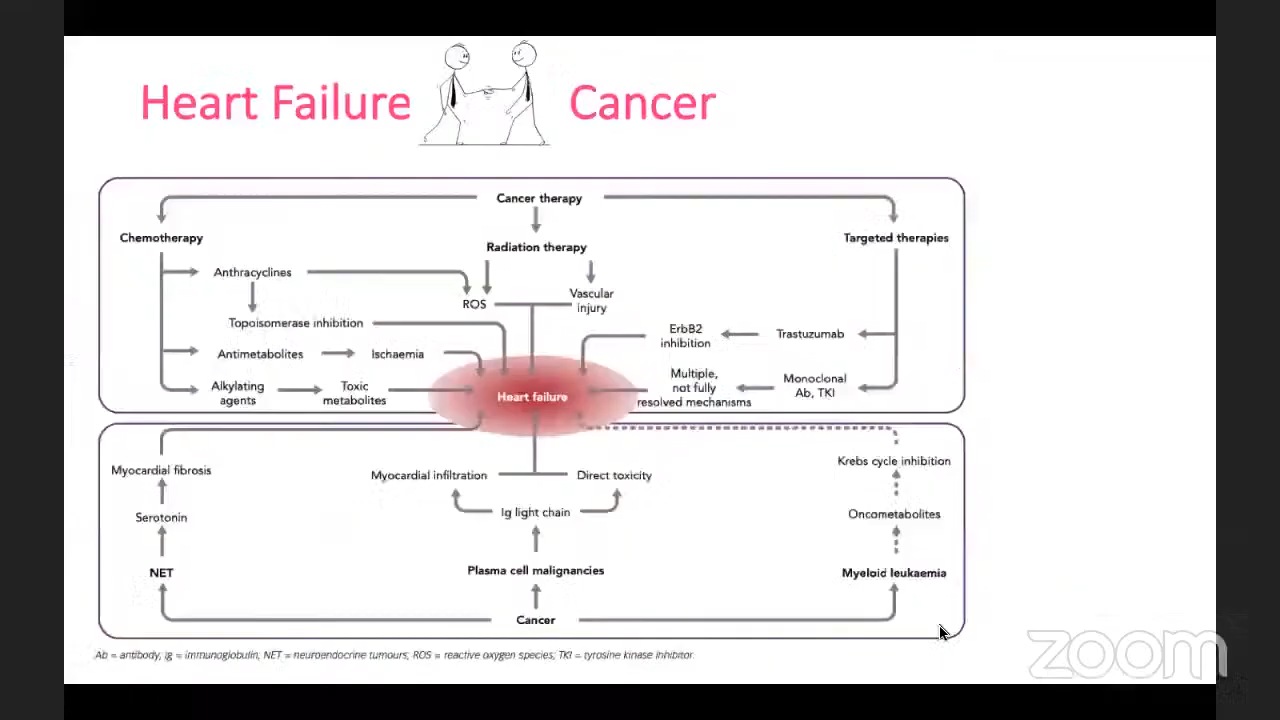 Heart Failure
Cancer
Cancer therapy
Chemotherapy
Radiation therapy
Targeted therapies
Anthracyclines
ROS
Vascular
injury
Topoisomerase inhibition
ErbB2
inhibition
Trastuzumab
Antimetabolites
Ischaemia
Alkylating
agents
Toxic
metabolites
Heart failure
Multiple,
not fully
resolved mechanisms
Monoclonal
Ab, TKI
Myocardial fibrosis
Myocardial infiltration
Direct toxicity
Krebs cycle inhibition
Serotonin
Ig light chain
Oncometabolites
NET
Plasma cell malignancies
Myeloid leukaemia
Cancer
Ab = antibody; Ig = immunoglobulin; NET = neuroendocrine tumours; ROS = reactive oxygen species; TKI = tyrosine kinase inhibitor.
zoom